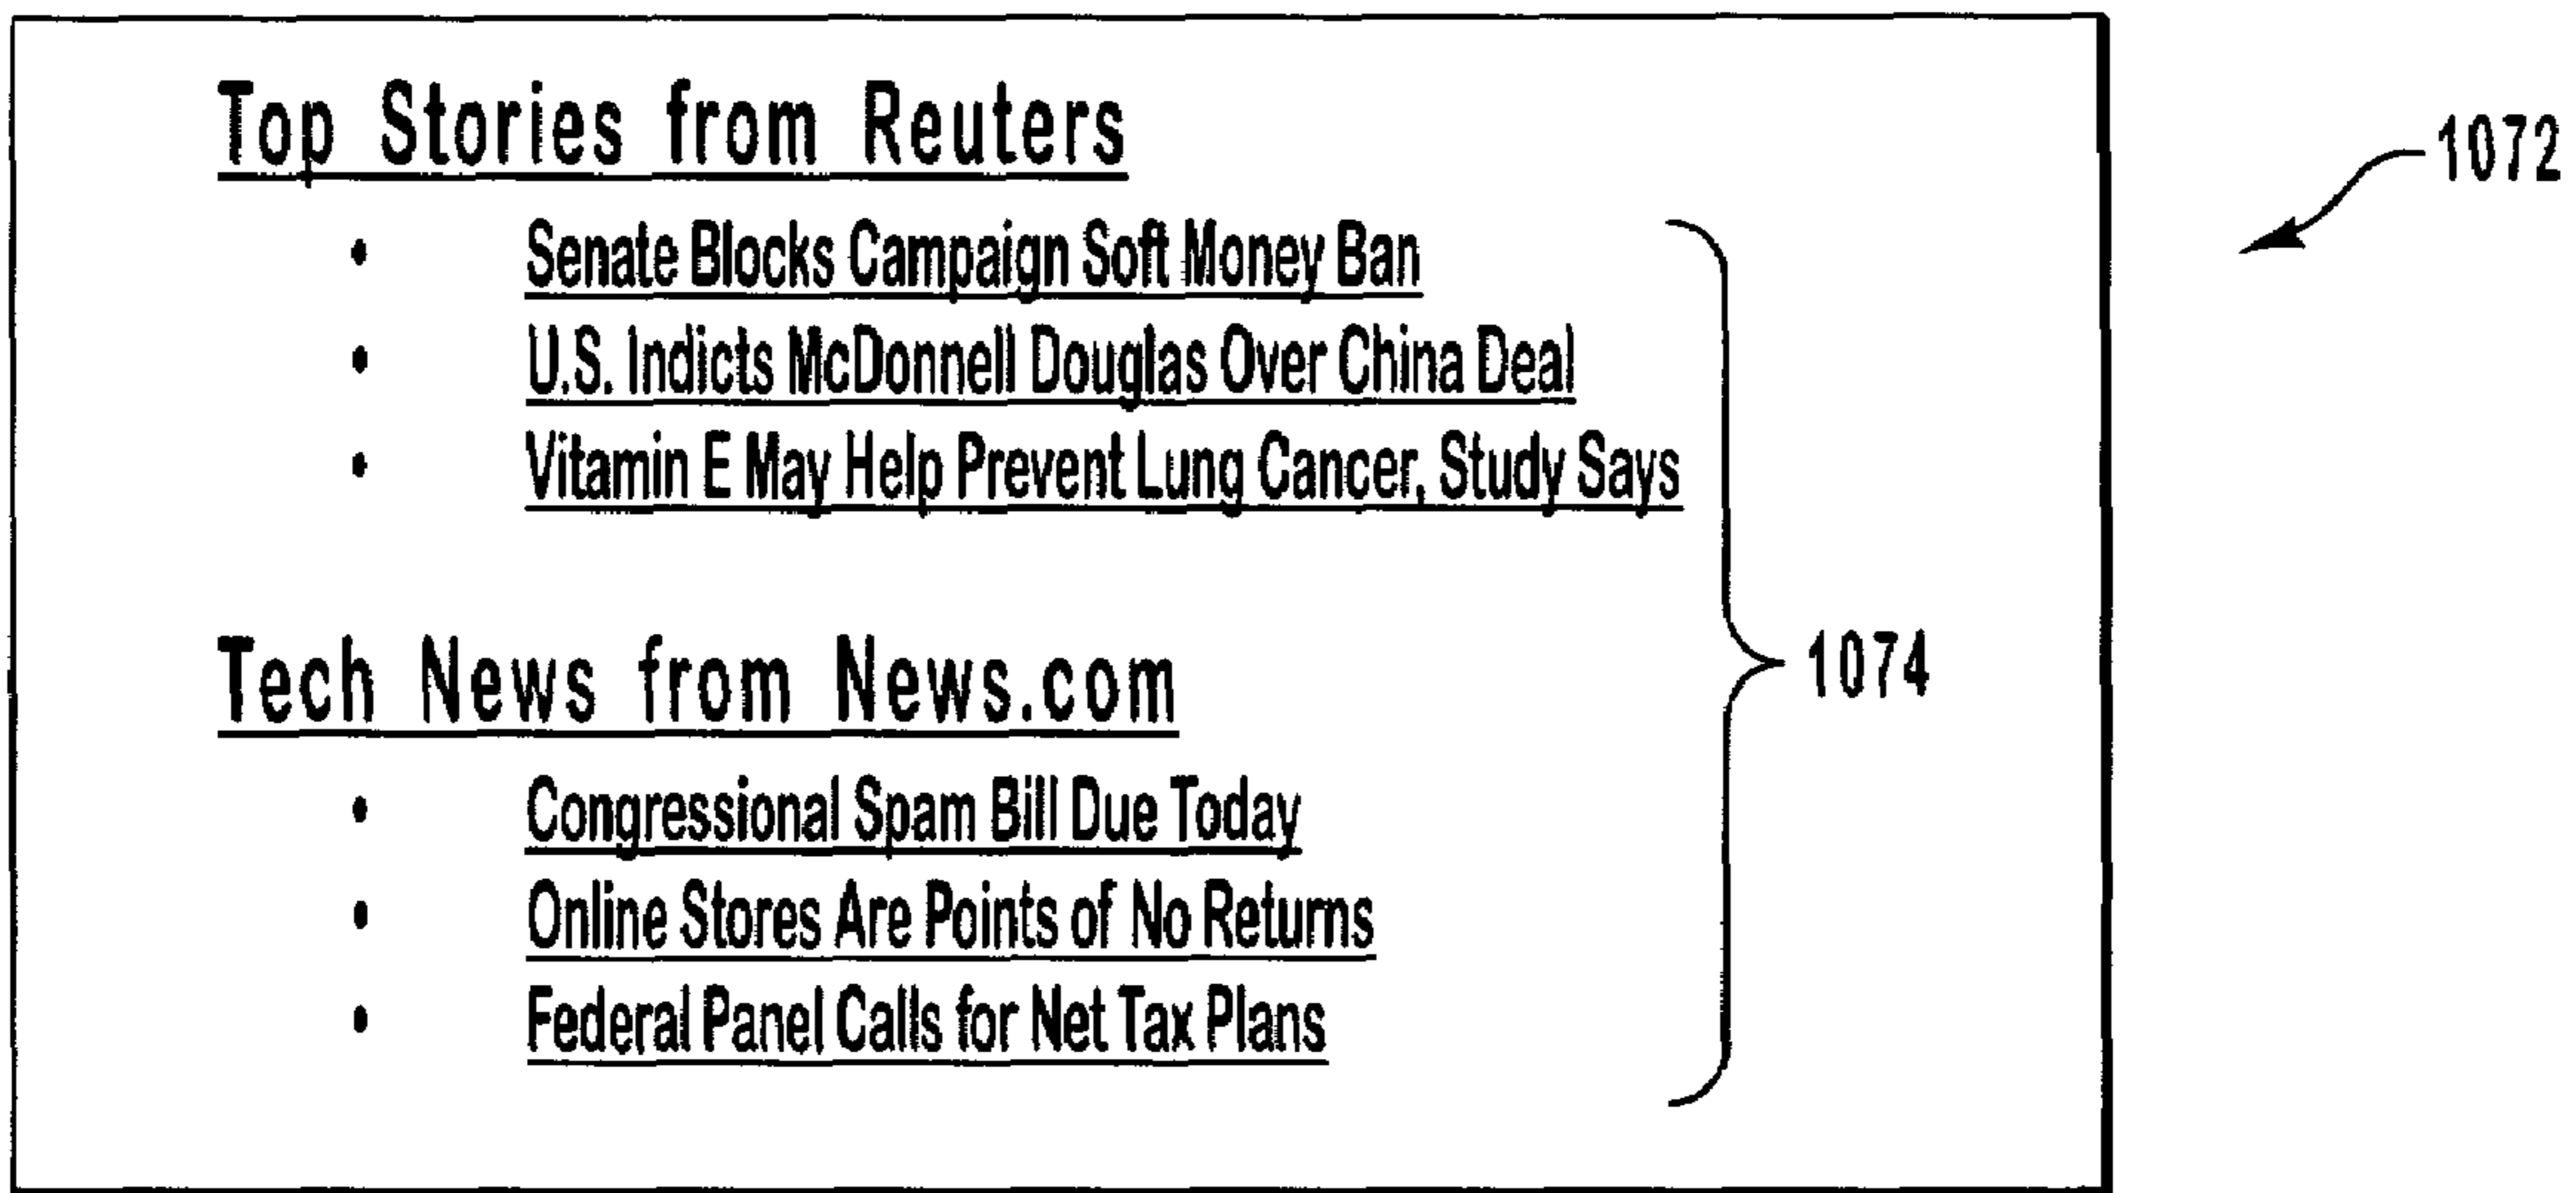 Top Stories from Reuters
1072
• Senate Blocks Campaign Soft Money Ban
• U.S. Indicts McDonnell Douglas Over China Deal
• Vitamin E May Help Prevent Lung Cancer, Study Says
Tech News from News.com
1074
• Congressional Spam Bill Due Today
• Online Stores Are Points of No Returns
• Federal Panel Calls for Net Tax Plans